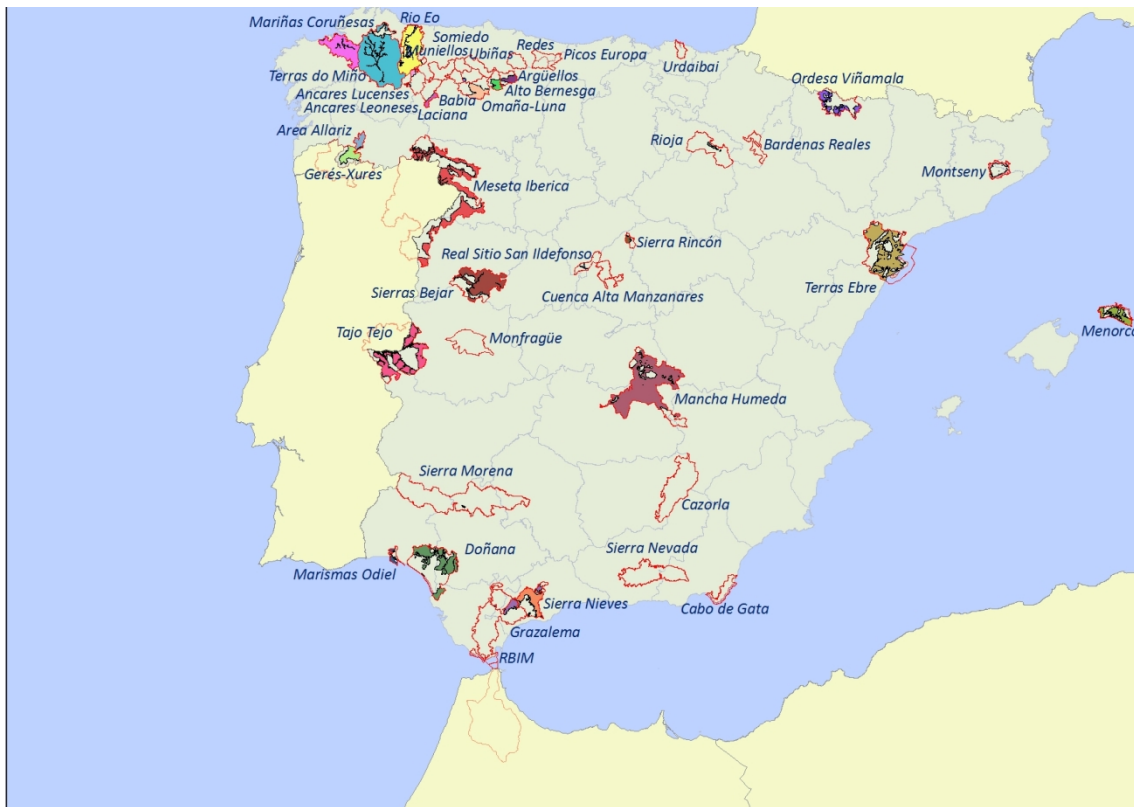 Mariñas Coruñesas
Rio Eo
Somiedo
Muniellos
Ubiñas
Redes
Picos Europa
Urdaibai
Terras do Miño
Argüellos
Ordesa Viñamala
Ancares Lucenses
Babia
Alto Bernesga
Ancares Leoneses
Laciana
Omaña-Luna
Area Allariz
Rioja
Bardenas Reales
Gerés-Xurés
Meseta Iberica
Montseny
Real Sitio San Ildefonso
Sierra Rincón
Sierras Bejar
Cuenca Alta Manzanares
Terras Ebre
Menorca
Tajo Tejo
Monfragüe
Mancha Humeda
Sierra Morena
Cazorla
Doñana
Sierra Nevada
Marismas Odiel
Sierra Nieves
Cabo de Gata
Grazalema
RBIM